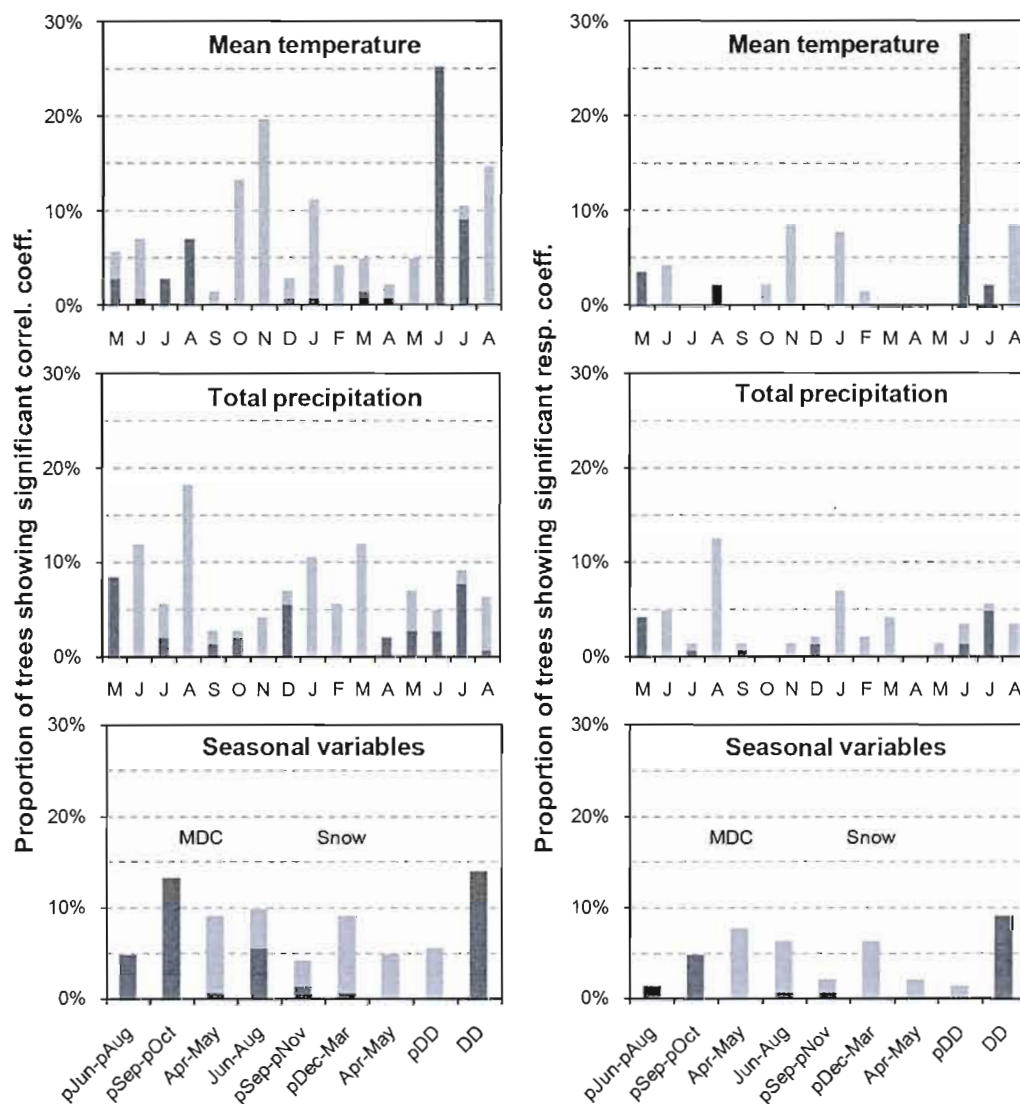 Proportion of trees showing significant correl. coeff.
Mean temperature
30%
20%
10%
0%
M J J A S O N D J F M A M J J A
Total precipitation
30%
20%
10%
0%
M J J A S O N D J F M A M J J A
Seasonal variables
30%
20%
10%
0%
MDC Snow
pJun-pAug pSep-pOct Apr-May Jun-Aug pSep-pNov pDec-Mar Apr-May pDD DD
Proportion of trees showing significant resp. coeff.
Mean temperature
30%
20%
10%
0%
M J J A S O N D J F M A M J J A
Total precipitation
30%
20%
10%
0%
M J J A S O N D J F M A M J J A
Seasonal variables
30%
20%
10%
0%
MDC Snow
pJun-pAug pSep-pOct Apr-May Jun-Aug pSep-pNov pDec-Mar Apr-May pDD DD